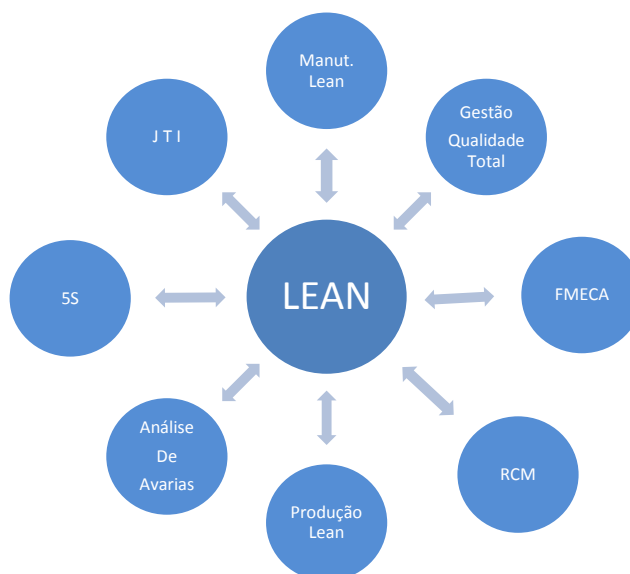 Manut.
Lean
Gestão
Qualidade
Total
J T I
5S
LEAN
FMECA
Análise
De
Avarias
RCM
Produção
Lean